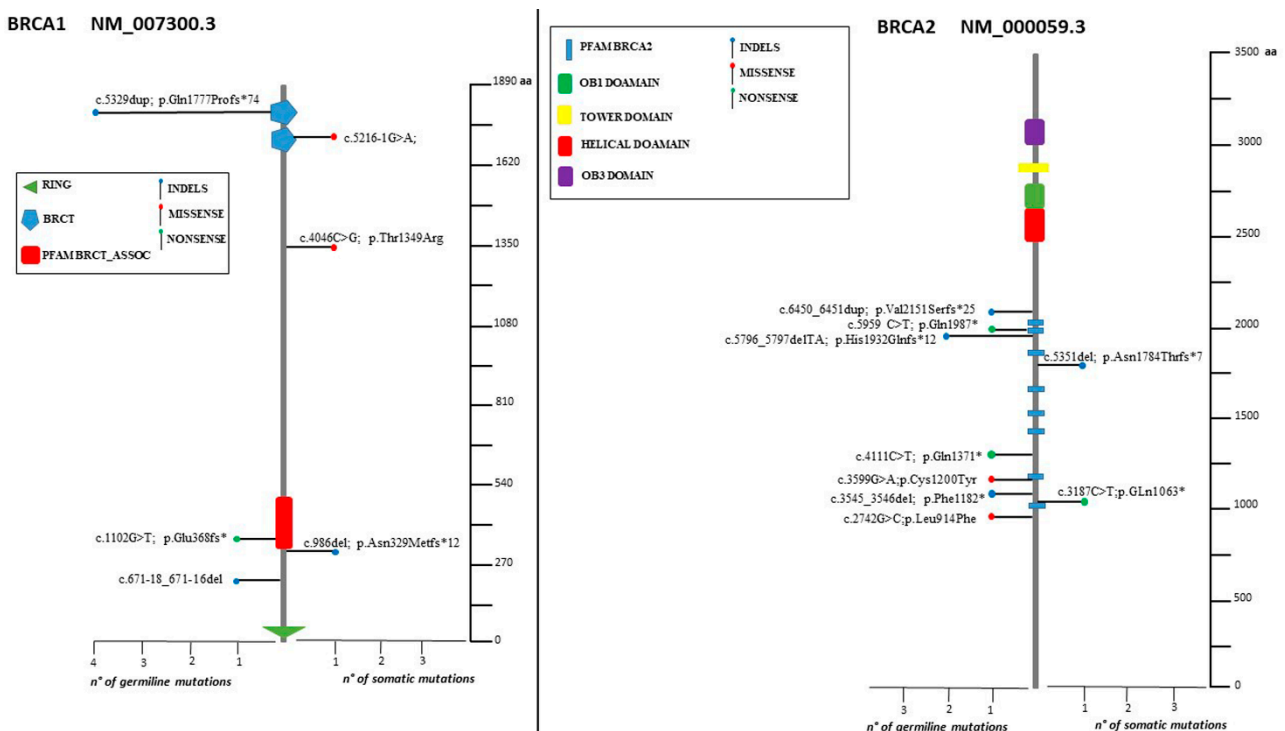 BRCA1 NM_007300.3
1890 aa
1620
1350
1080
810
540
270
0
c.5329dup; p.Gln1777Profs*74
c.5216-1G>A;
c.4046C>G; p.Thr1349Arg
c.1102G>T; p.Glu368fs*
c.986del; p.Asn329Metfs*12
c.671-18_671-16del
RING
BRCT
PFAM BRCT_ASSOC
INDELS
MISSENSE
NONSENSE
4 3 2 1 1 2 3
n° of germiline mutations
n° of somatic mutations
BRCA2 NM_000059.3
PFAM BRCA2
OB1 DOAMAIN
TOWER DOMAIN
HELICAL DOAMAIN
OB3 DOMAIN
INDELS
MISSENSE
NONSENSE
3500 aa
3000
2500
2000
1500
1000
500
0
c.6450_6451dup; p.Val2151Serfs*25
c.5959 C>T; p.Gln1987*
c.5796_5797delTA; p.His1932Glnfs*12
c.5351del; p.Asn1784Thrfs*7
c.4111C>T; p.Gln1371*
c.3599G>A;p.Cys1200Tyr
c.3545_3546del; p.Phe1182*
c.3187C>T;p.GLn1063*
c.2742G>C;p.Leu914Phe
3 2 1 1 2 3
n° of germiline mutations
n° of somatic mutations